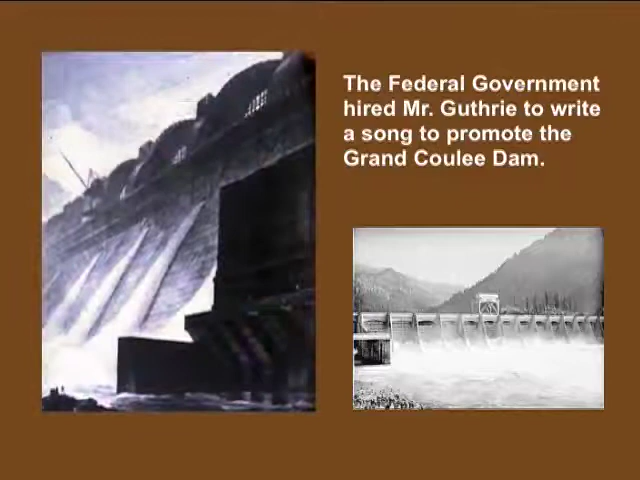 The Federal Government
hired Mr. Guthrie to write
a song to promote the
Grand Coulee Dam.